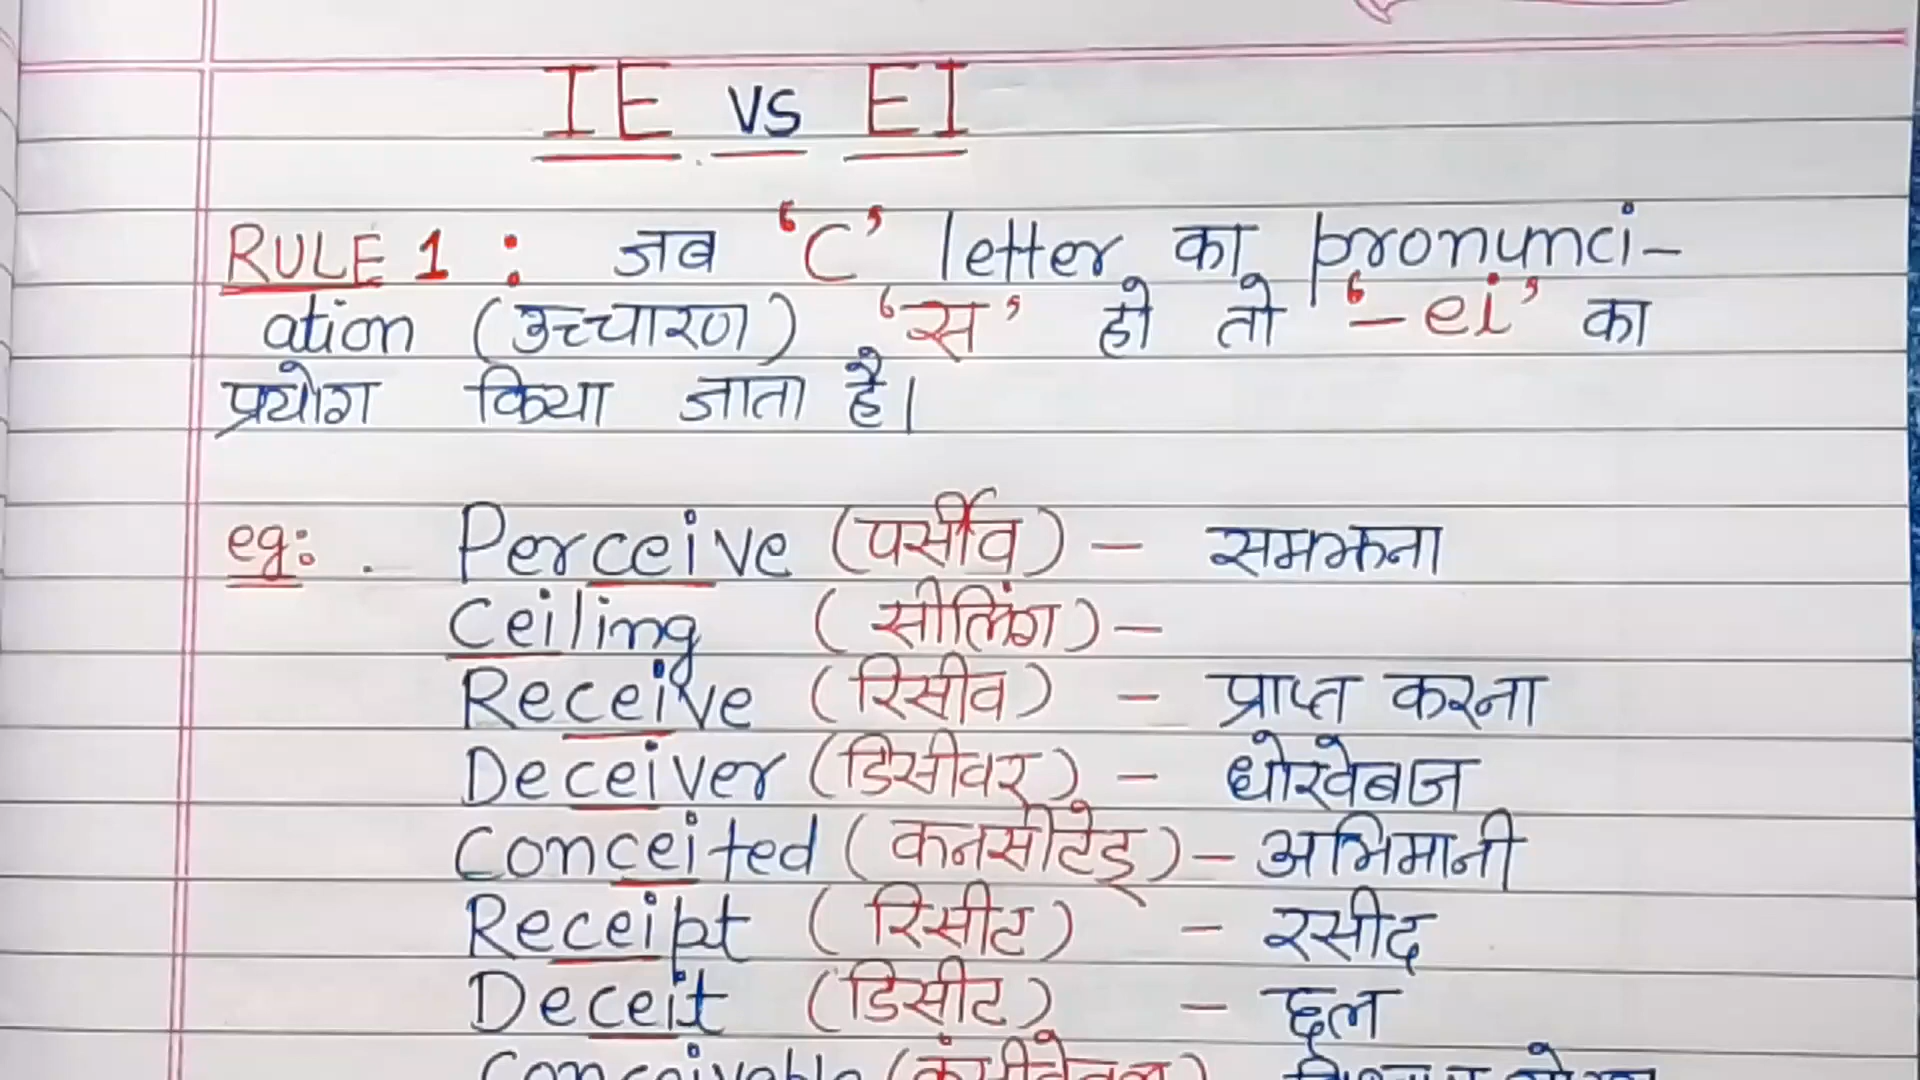 IE vs EI
RULE 1 : जब 'C' letter का pronunci-
ation (उच्चारण) 'स' हो तो '-ei' का
प्रयोग किया जाता है।
eg: . Perceive (पर्सीव) - समझना
Ceiling (सीलिंग) -
Receive (रिसीव) - प्राप्त करना
Deceiver (डिसीवर) - धोखेबाज
Conceited (कनसीटेड्) - अभिमानी
Receipt (रिसीट) - रसीद
Deceit (डिसीट) - छल
Conceivable